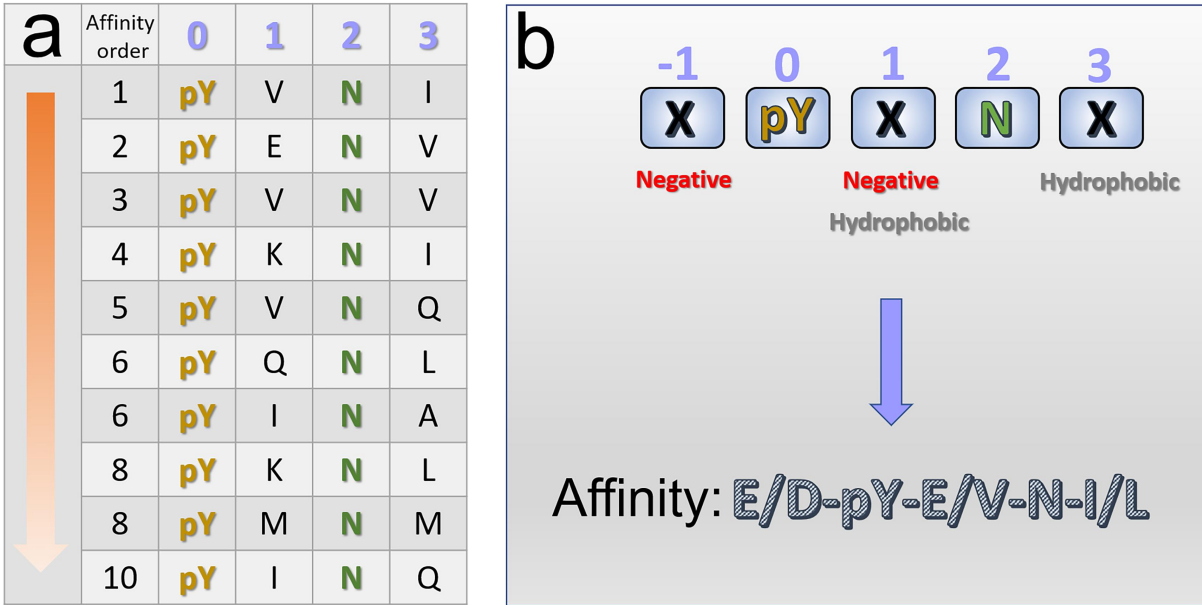 a
Affinity order 0 1 2 3
1 pY V N I
2 pY E N V
3 pY V N V
4 pY K N I
5 pY V N Q
6 pY Q N L
6 pY I N A
8 pY K N L
8 pY M N M
10 pY I N Q
b
-1 0 1 2 3
X pY X N X
Negative Negative Hydrophobic
Hydrophobic
Affinity: E/D-pY-E/V-N-I/L